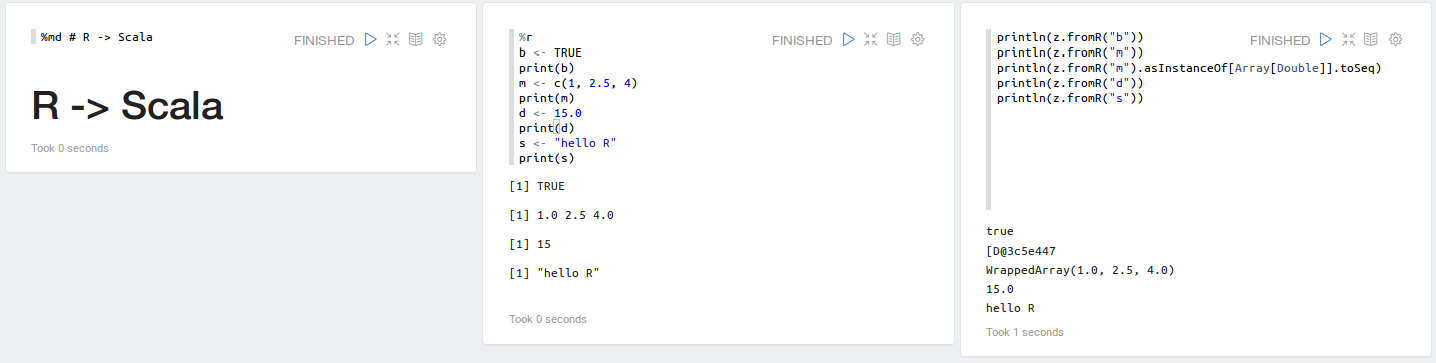 %md # R -> Scala
FINISHED
R -> Scala
Took 0 seconds
%r
FINISHED
b <- TRUE
print(b)
m <- c(1, 2.5, 4)
print(m)
d <- 15.0
print(d)
s <- "hello R"
print(s)
[1] TRUE
[1] 1.0 2.5 4.0
[1] 15
[1] "hello R"
Took 0 seconds
println(z.fromR("b"))
FINISHED
println(z.fromR("m"))
println(z.fromR("m").asInstanceOf[Array[Double]].toSeq)
println(z.fromR("d"))
println(z.fromR("s"))
true
[D@3c5e447
WrappedArray(1.0, 2.5, 4.0)
15.0
hello R
Took 1 seconds